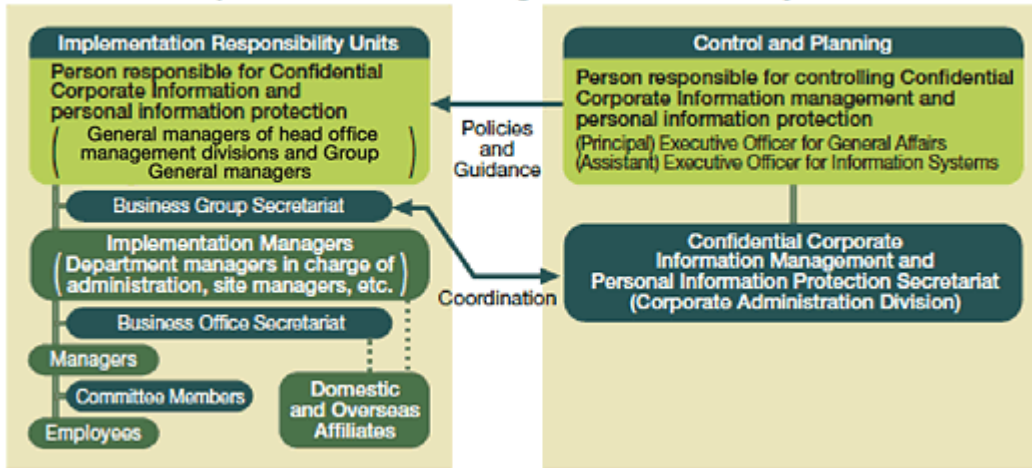 Implementation Responsibility Units
Person responsible for Confidential
Corporate Information and
personal information protection
( General managers of head office
management divisions and Group
General managers )
Business Group Secretariat
Implementation Managers
( Department managers in charge of
administration, site managers, etc. )
Business Office Secretariat
Managers
Committee Members
Employees
Domestic
and Overseas
Affiliates
Policies
and
Guidance
Coordination
Control and Planning
Person responsible for controlling Confidential
Corporate Information management and
personal information protection
(Principal) Executive Officer for General Affairs
(Assistant) Executive Officer for Information Systems
Confidential Corporate
Information Management and
Personal Information Protection Secretariat
(Corporate Administration Division)